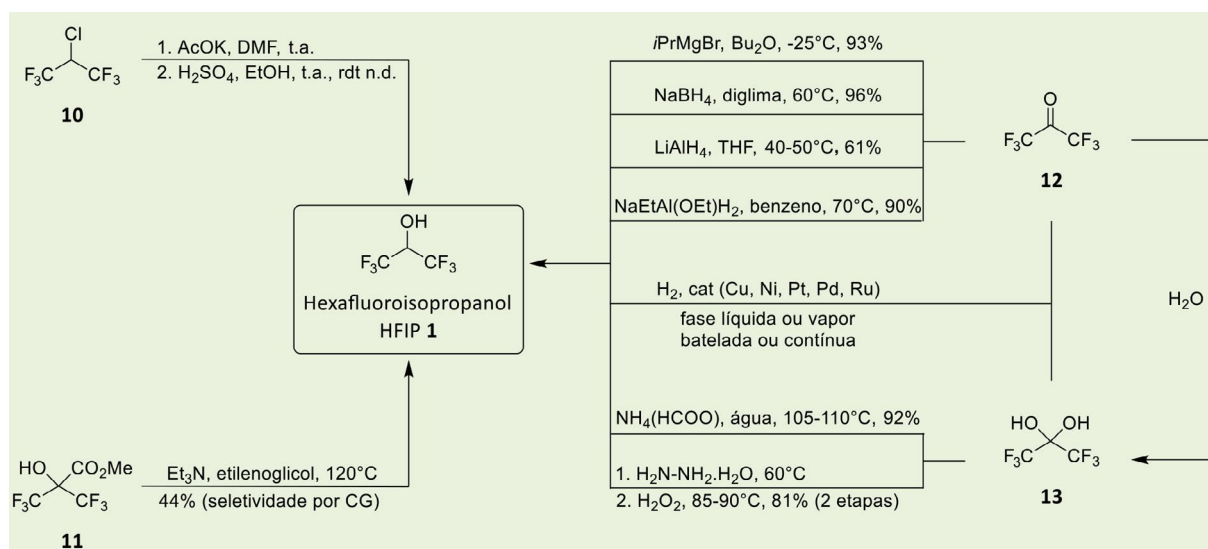 Cl
F₃C CF₃
10
1. AcOK, DMF, t.a.
2. H₂SO₄, EtOH, t.a., rdt n.d.
OH
F₃C CF₃
Hexafluoroisopropanol
HFIP 1
HO CO₂Me
F₃C CF₃
11
Et₃N, etilenoglicol, 120°C
44% (seletividade por CG)
iPrMgBr, Bu₂O, -25°C, 93%
NaBH₄, diglima, 60°C, 96%
LiAlH₄, THF, 40-50°C, 61%
NaEtAl(OEt)H₂, benzeno, 70°C, 90%
H₂, cat (Cu, Ni, Pt, Pd, Ru)
fase líquida ou vapor
batelada ou contínua
NH₄(HCOO), água, 105-110°C, 92%
1. H₂N-NH₂.H₂O, 60°C
2. H₂O₂, 85-90°C, 81% (2 etapas)
O
F₃C CF₃
12
H₂O
HO OH
F₃C CF₃
13